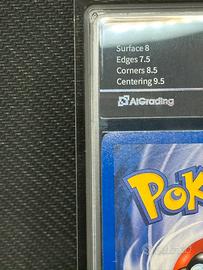 Surface 8
Edges 7.5
Corners 8.5
Centering 9.5
AiGrading
POK